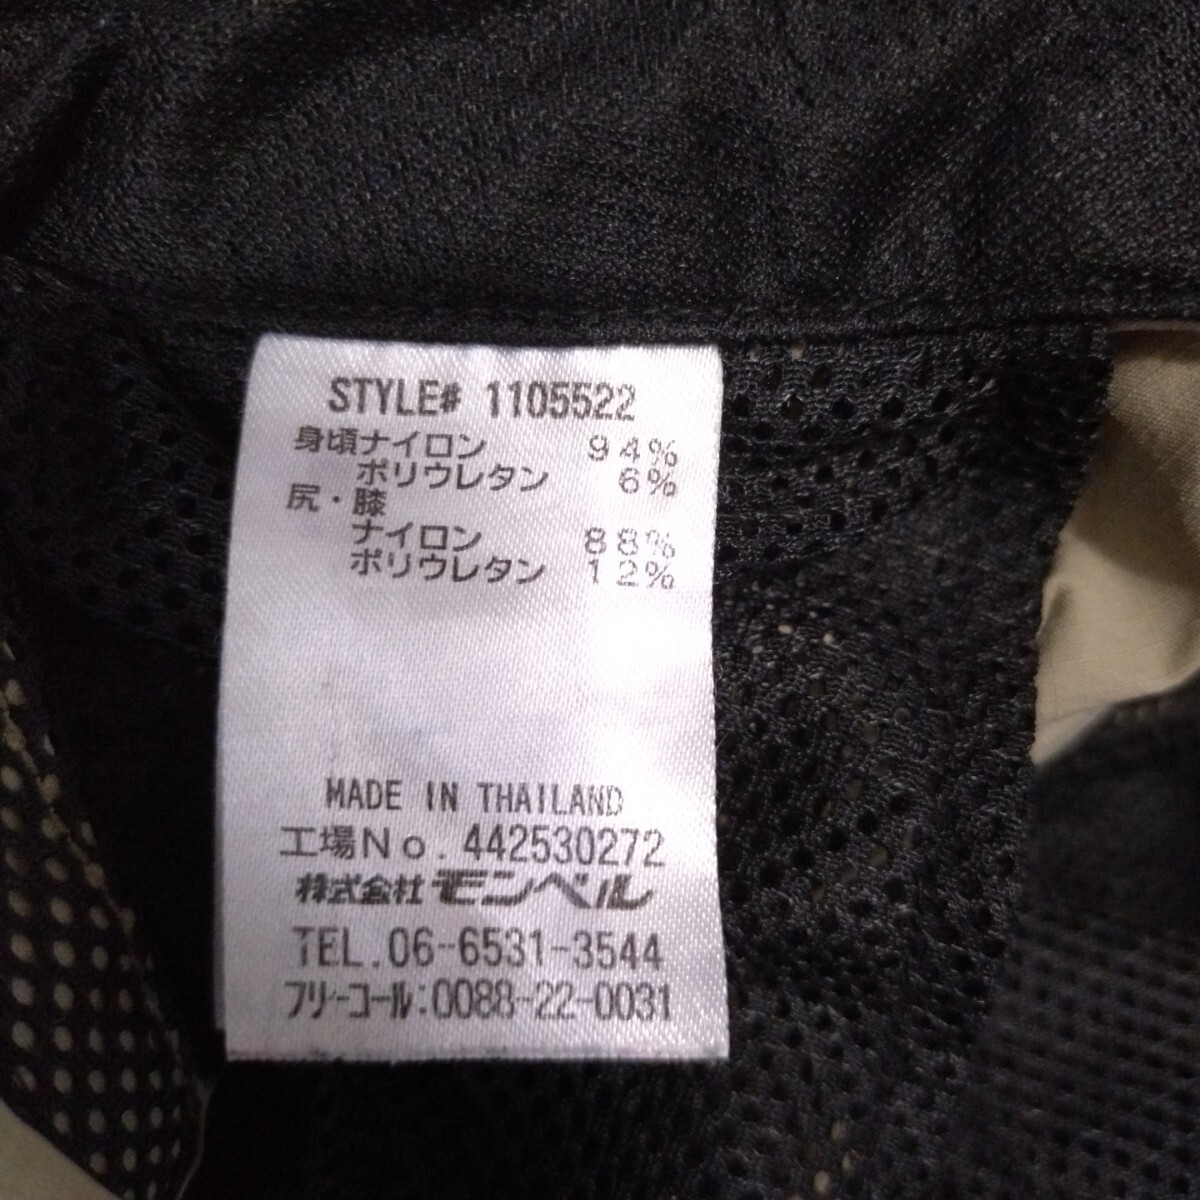 STYLE# 1105522
身頃ナイロン 94%
ポリウレタン 6%
尻・膝
ナイロン 88%
ポリウレタン 12%
MADE IN THAILAND
工場No. 442530272
株式会社モンベル
TEL.06-6531-3544
フリーコール:0088-22-0031